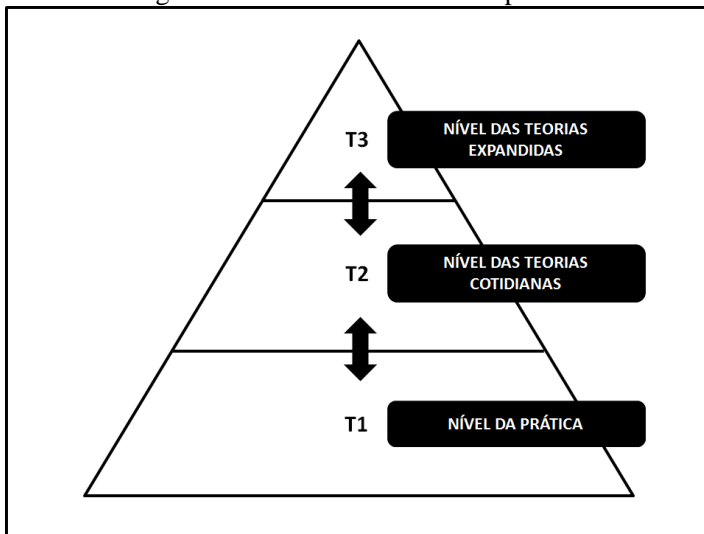 T3
NÍVEL DAS TEORIAS
EXPANDIDAS
T2
NÍVEL DAS TEORIAS
COTIDIANAS
T1
NÍVEL DA PRÁTICA